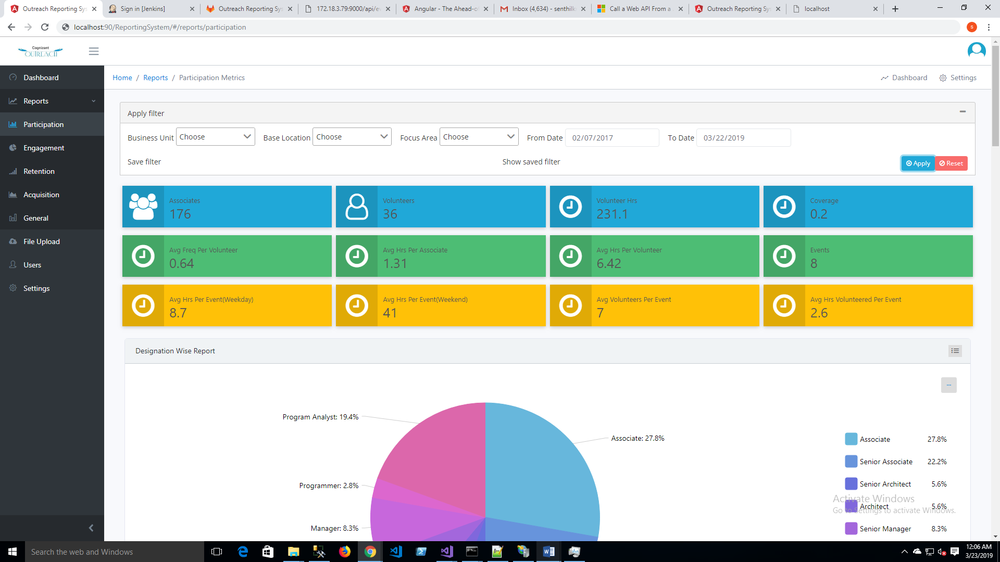 Outreach Reporting Sys
Sign in [Jenkins]
Outreach Reporting Sys
172.18.3.79:9000/api/ev
Angular - The Ahead-o
Inbox (4,634) - senthilk
Call a Web API From a
Outreach Reporting Sys
localhost
localhost:90/ReportingSystem/#/reports/participation
S
Cognizant
OUTREACH
Dashboard
Reports
Participation
Engagement
Retention
Acquisition
General
File Upload
Users
Settings
Home / Reports / Participation Metrics
Dashboard
Settings
Apply filter
Business Unit Choose
Base Location Choose
Focus Area Choose
From Date 02/07/2017
To Date 03/22/2019
Save filter
Show saved filter
Apply
Reset
Associates
176
Volunteers
36
Volunteer Hrs
231.1
Coverage
0.2
Avg Freq Per Volunteer
0.64
Avg Hrs Per Associate
1.31
Avg Hrs Per Volunteer
6.42
Events
8
Avg Hrs Per Event(Weekday)
8.7
Avg Hrs Per Event(Weekend)
41
Avg Volunteers Per Event
7
Avg Hrs Volunteered Per Event
2.6
Designation Wise Report
...
Program Analyst: 19.4%
Associate: 27.8%
Programmer: 2.8%
Manager: 8.3%
Associate 27.8%
Senior Associate 22.2%
Senior Architect 5.6%
Architect 5.6%
Senior Manager 8.3%
Activate Windows
Go to Settings to activate Windows.
Search the web and Windows
12:06 AM
3/23/2019